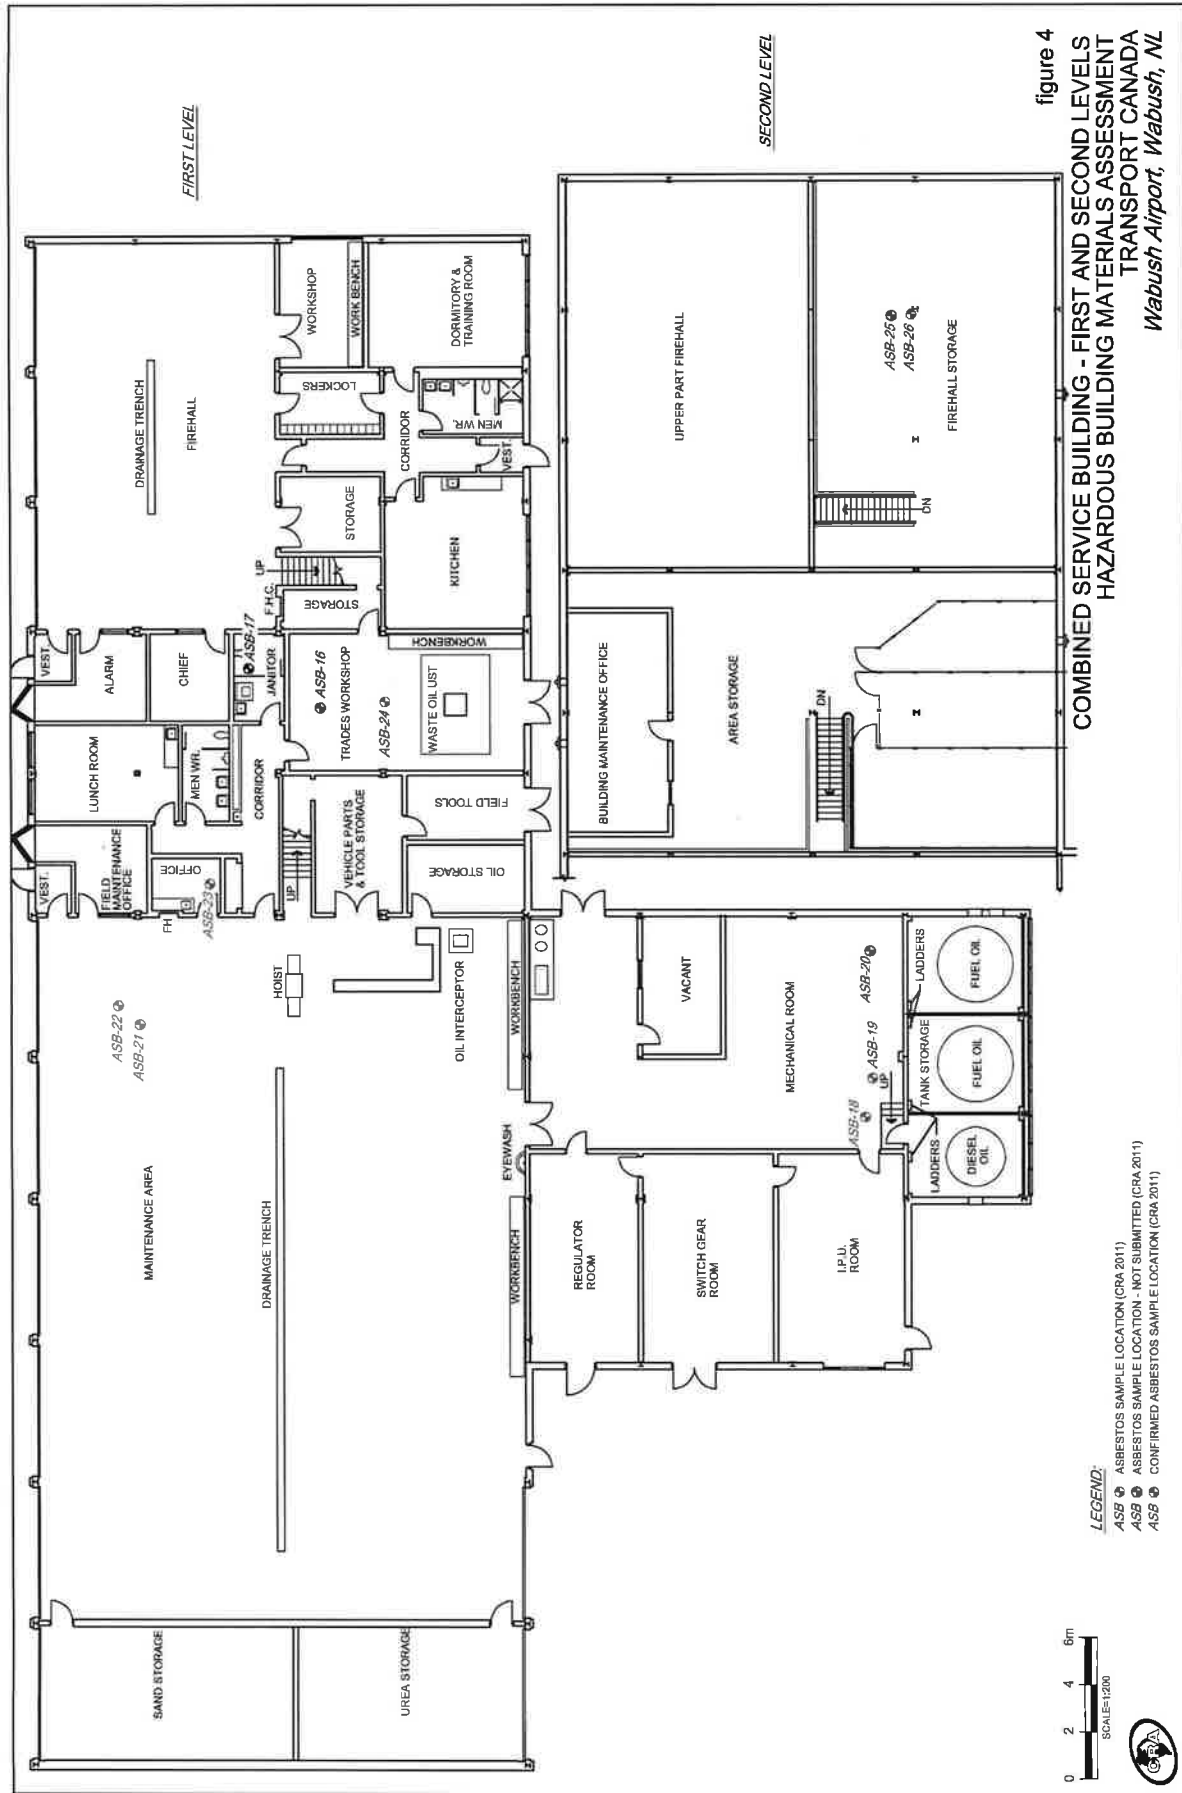 FIRST LEVEL
SECOND LEVEL
SAND STORAGE
UREA STORAGE
MAINTENANCE AREA
DRAINAGE TRENCH
ASB-22
ASB-21
HOIST
OIL INTERCEPTOR
WORKBENCH
EYEWASH
WORKBENCH
VEST.
FIELD
MAINTENANCE
OFFICE
OFFICE
FH
ASB-23
LUNCH ROOM
MEN WR.
CORRIDOR
UP
VEHICLE PARTS
& TOOL STORAGE
OIL STORAGE
FIELD TOOLS
VEST.
ALARM
CHIEF
JANITOR
ASB-17
F.H.C.
UP
ASB-16
TRADES WORKSHOP
ASB-24
WASTE OIL UST
WORKBENCH
STORAGE
STORAGE
KITCHEN
DRAINAGE TRENCH
FIREHALL
LOCKERS
CORRIDOR
VEST.
MEN WR.
WORKSHOP
WORK BENCH
DORMITORY &
TRAINING ROOM
REGULATOR
ROOM
SWITCH GEAR
ROOM
I.P.U.
ROOM
VACANT
MECHANICAL ROOM
ASB-18
ASB-19
ASB-20
UP
LADDERS
TANK STORAGE
LADDERS
DIESEL
OIL
FUEL OIL
FUEL OIL
BUILDING MAINTENANCE OFFICE
AREA STORAGE
DN
UPPER PART FIREHALL
DN
ASB-25
ASB-26
FIREHALL STORAGE
LEGEND:
ASB ASBESTOS SAMPLE LOCATION (CRA 2011)
ASB ASBESTOS SAMPLE LOCATION - NOT SUBMITTED (CRA 2011)
ASB CONFIRMED ASBESTOS SAMPLE LOCATION (CRA 2011)
0 2 4 6m
SCALE=1:200
CRA
figure 4
COMBINED SERVICE BUILDING - FIRST AND SECOND LEVELS
HAZARDOUS BUILDING MATERIALS ASSESSMENT
TRANSPORT CANADA
Wabush Airport, Wabush, NL